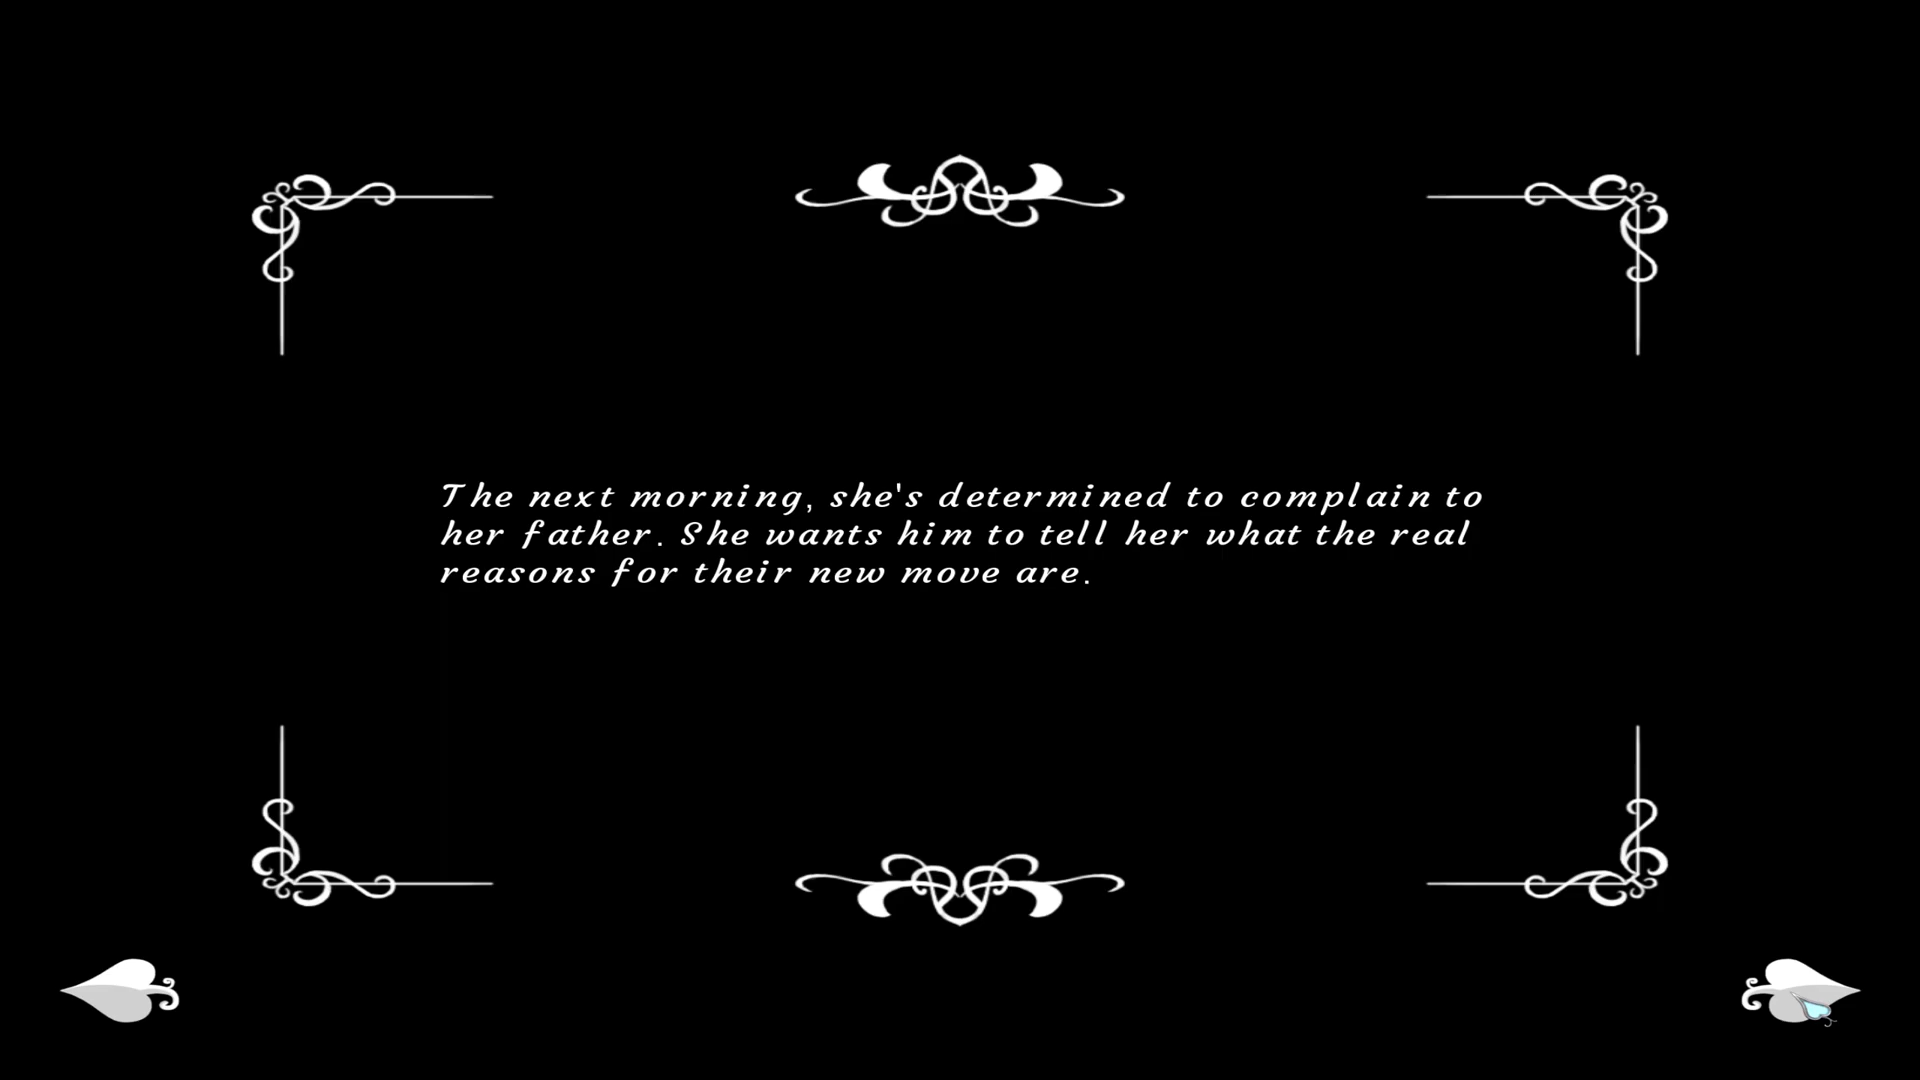 The next morning, she's determined to complain to
her father. She wants him to tell her what the real
reasons for their new move are.